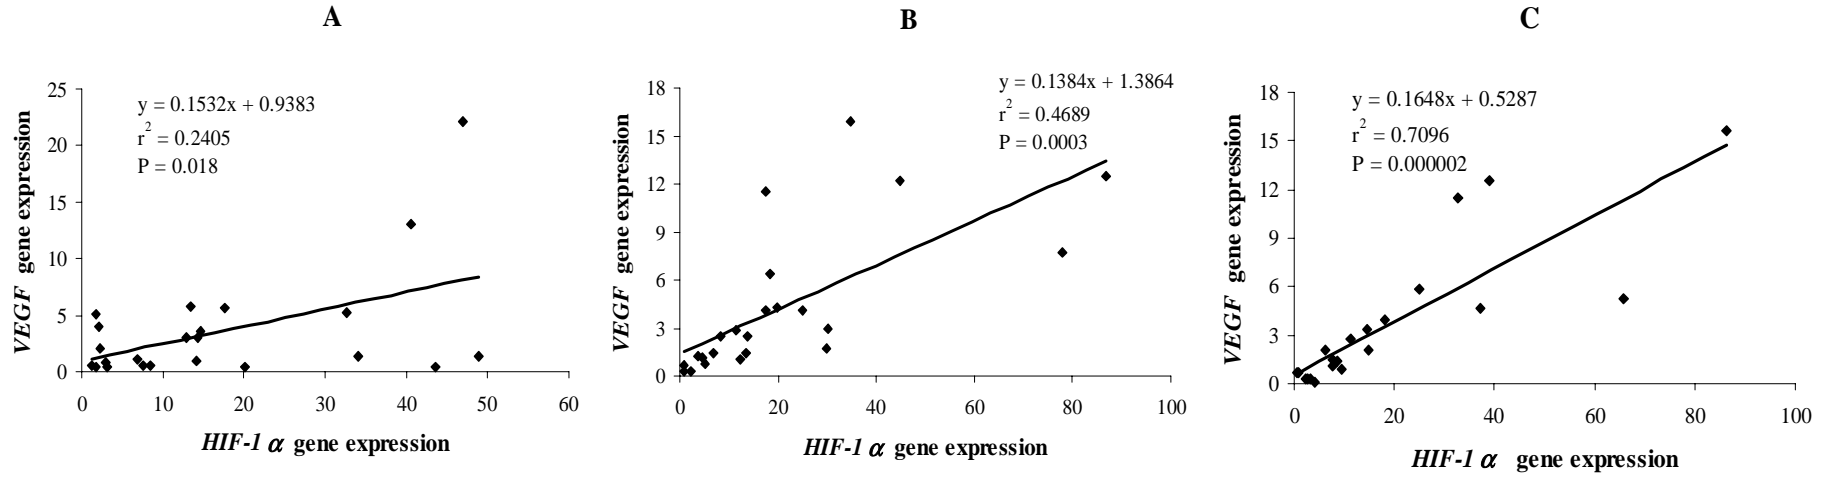 A
25
20
15
10
5
0
0 10 20 30 40 50 60
VEGF gene expression
HIF-1 α gene expression
y = 0.1532x + 0.9383
r² = 0.2405
P = 0.018
B
18
15
12
9
6
3
0
0 20 40 60 80 100
VEGF gene expression
HIF-1 α gene expression
y = 0.1384x + 1.3864
r² = 0.4689
P = 0.0003
C
18
15
12
9
6
3
0
0 20 40 60 80 100
VEGF gene expression
HIF-1 α gene expression
y = 0.1648x + 0.5287
r² = 0.7096
P = 0.000002